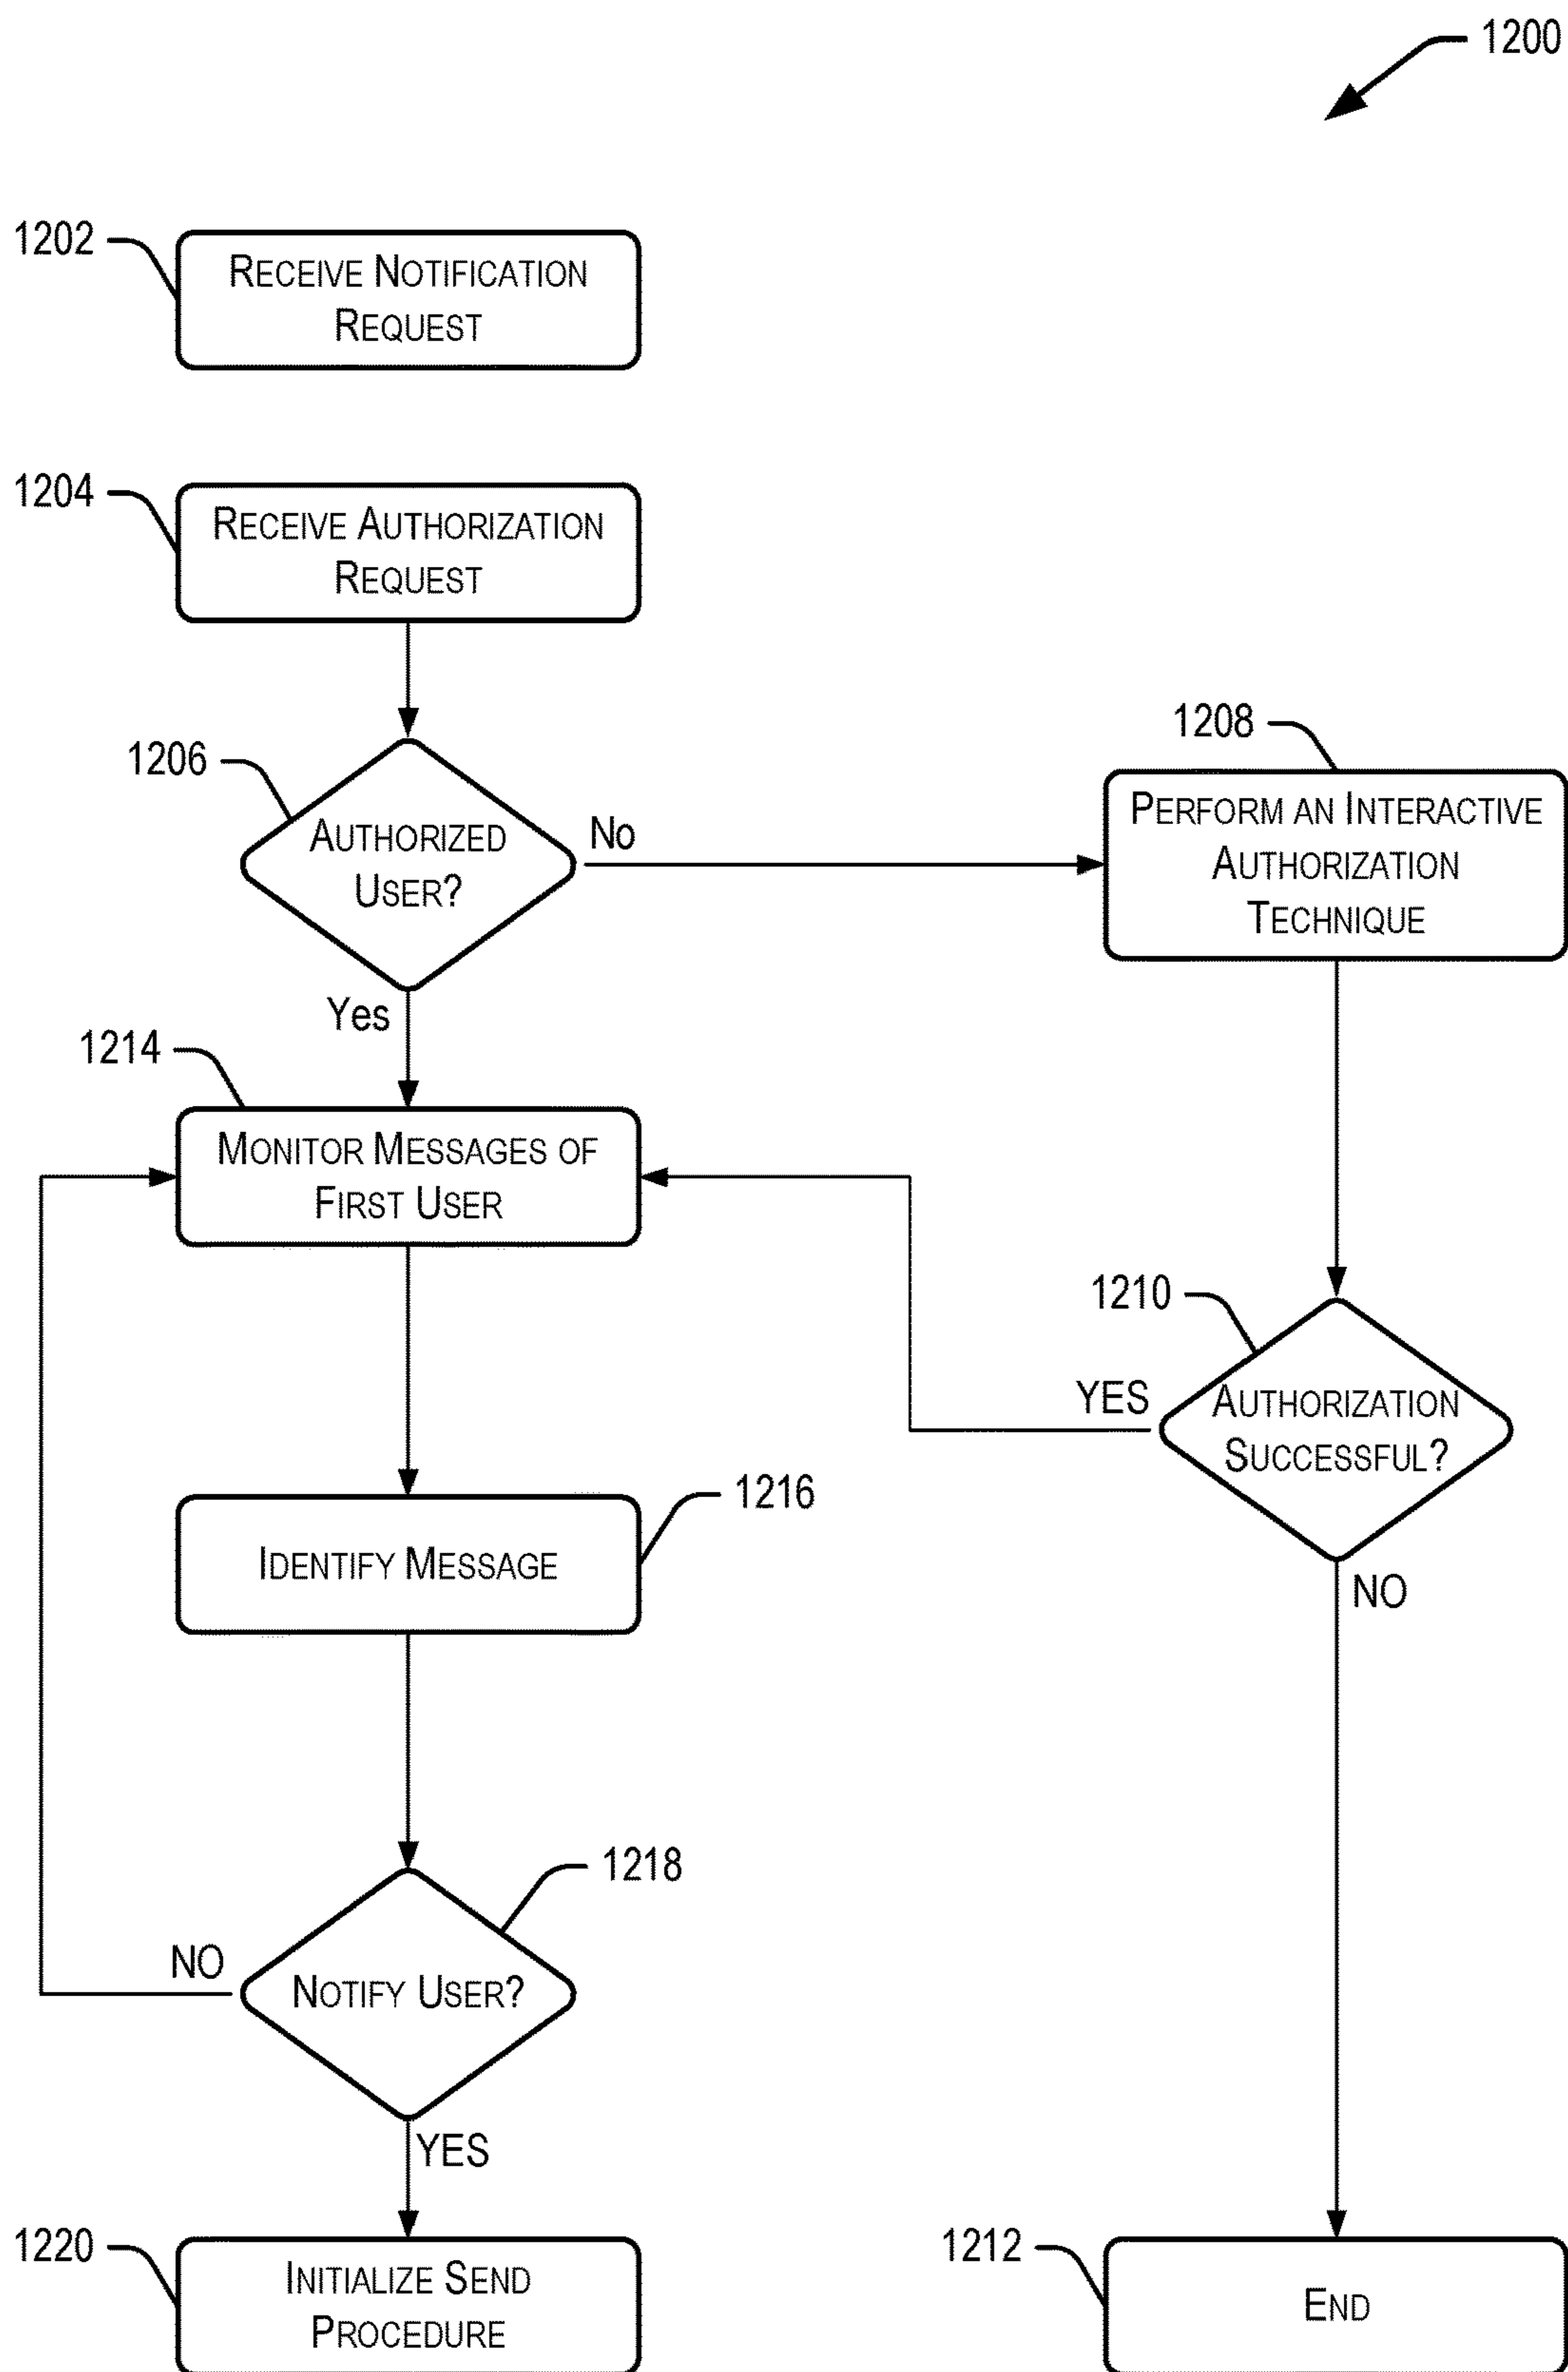 1200
1202
RECEIVE NOTIFICATION
REQUEST
1204
RECEIVE AUTHORIZATION
REQUEST
1206
AUTHORIZED
USER?
No
Yes
1208
PERFORM AN INTERACTIVE
AUTHORIZATION
TECHNIQUE
1214
MONITOR MESSAGES OF
FIRST USER
1210
AUTHORIZATION
SUCCESSFUL?
YES
NO
1216
IDENTIFY MESSAGE
1218
NOTIFY USER?
NO
YES
1220
INITIALIZE SEND
PROCEDURE
1212
END